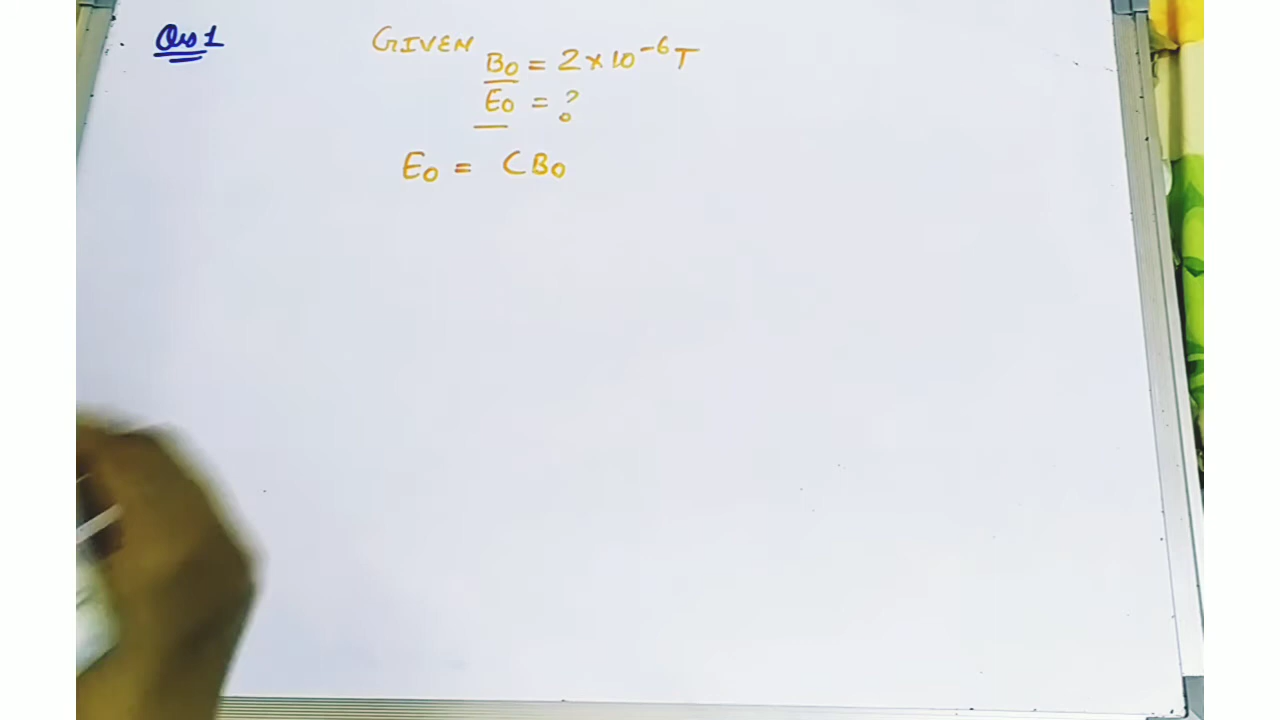 Qus 1
GIVEN
B₀ = 2 × 10⁻⁶ T
E₀ = ?
E₀ = CB₀